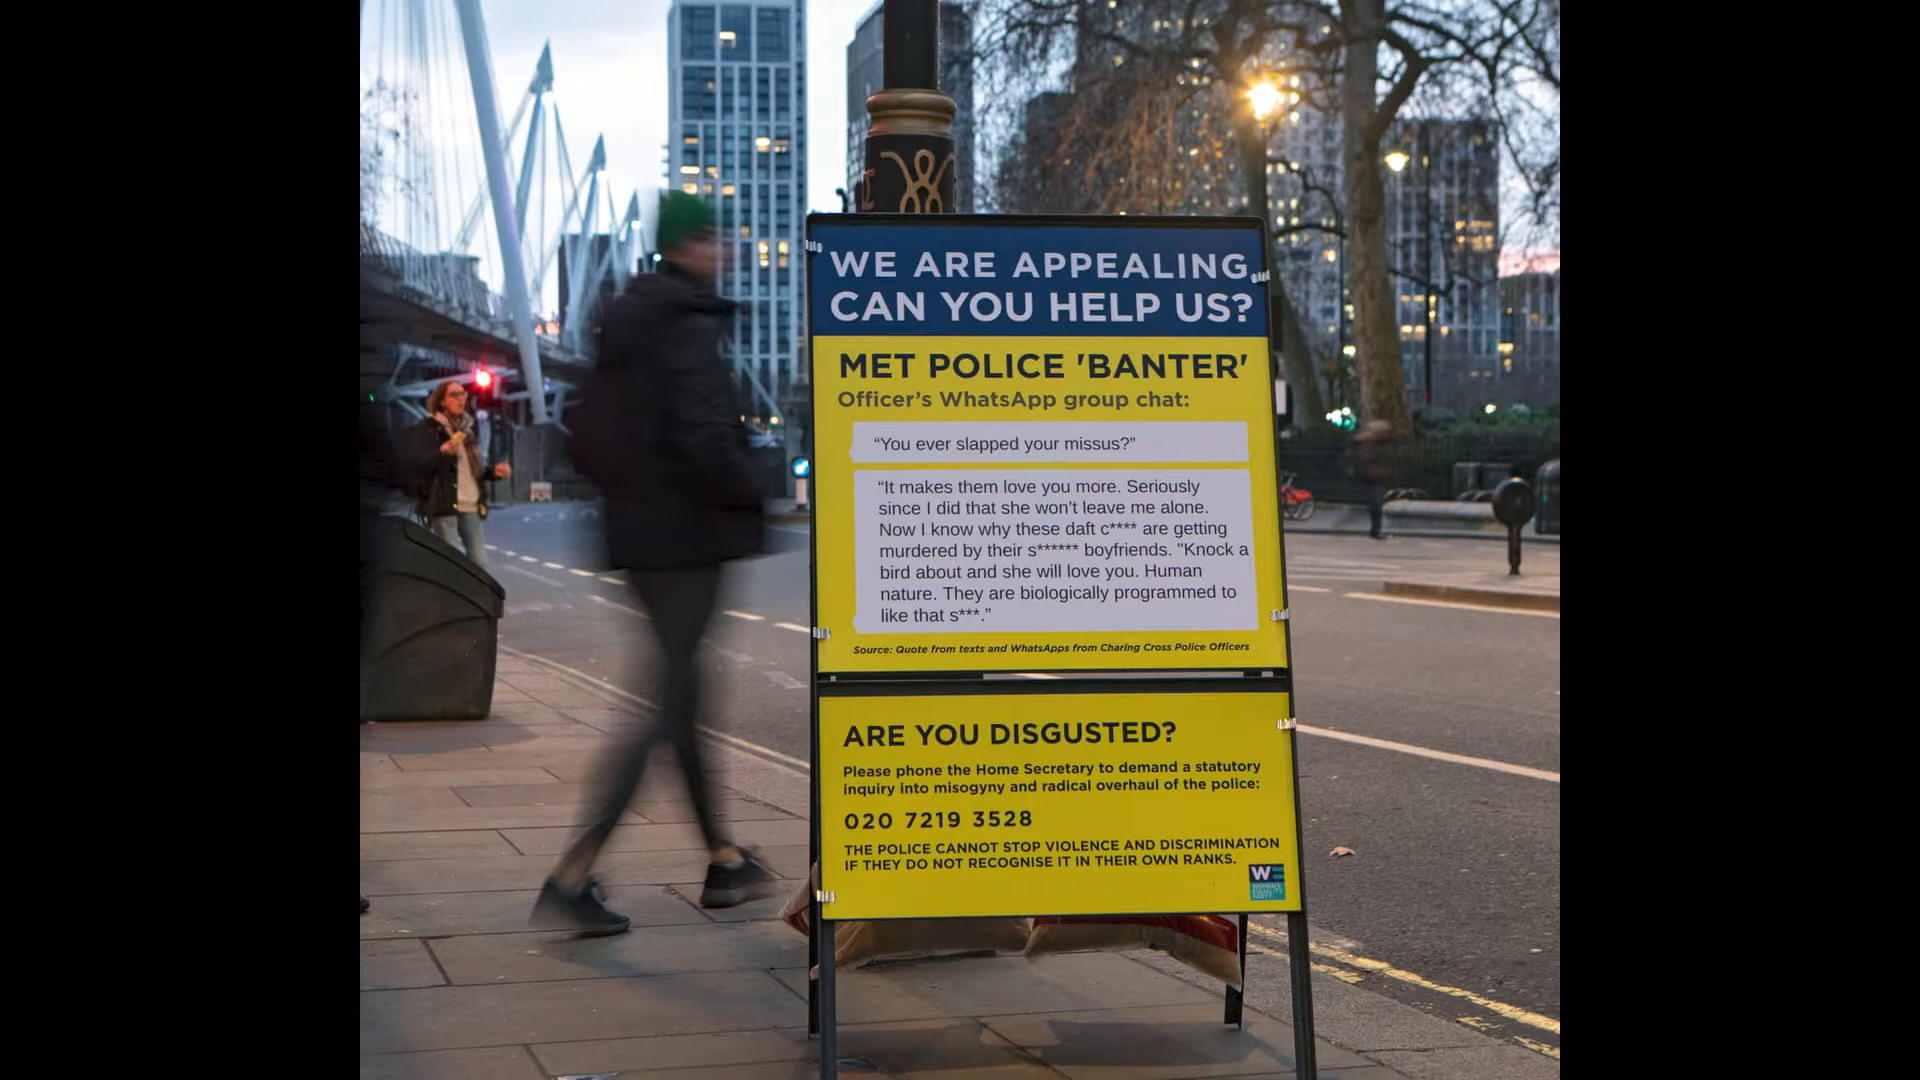 WE ARE APPEALING
CAN YOU HELP US?
MET POLICE 'BANTER'
Officer's WhatsApp group chat:
“You ever slapped your missus?”
“It makes them love you more. Seriously
since I did that she won't leave me alone.
Now I know why these daft c**** are getting
murdered by their s****** boyfriends. "Knock a
bird about and she will love you. Human
nature. They are biologically programmed to
like that s***.”
Source: Quote from texts and WhatsApps from Charing Cross Police Officers
ARE YOU DISGUSTED?
Please phone the Home Secretary to demand a statutory
inquiry into misogyny and radical overhaul of the police:
020 7219 3528
THE POLICE CANNOT STOP VIOLENCE AND DISCRIMINATION
IF THEY DO NOT RECOGNISE IT IN THEIR OWN RANKS.
WE
WOMEN'S
EQUALITY
PARTY